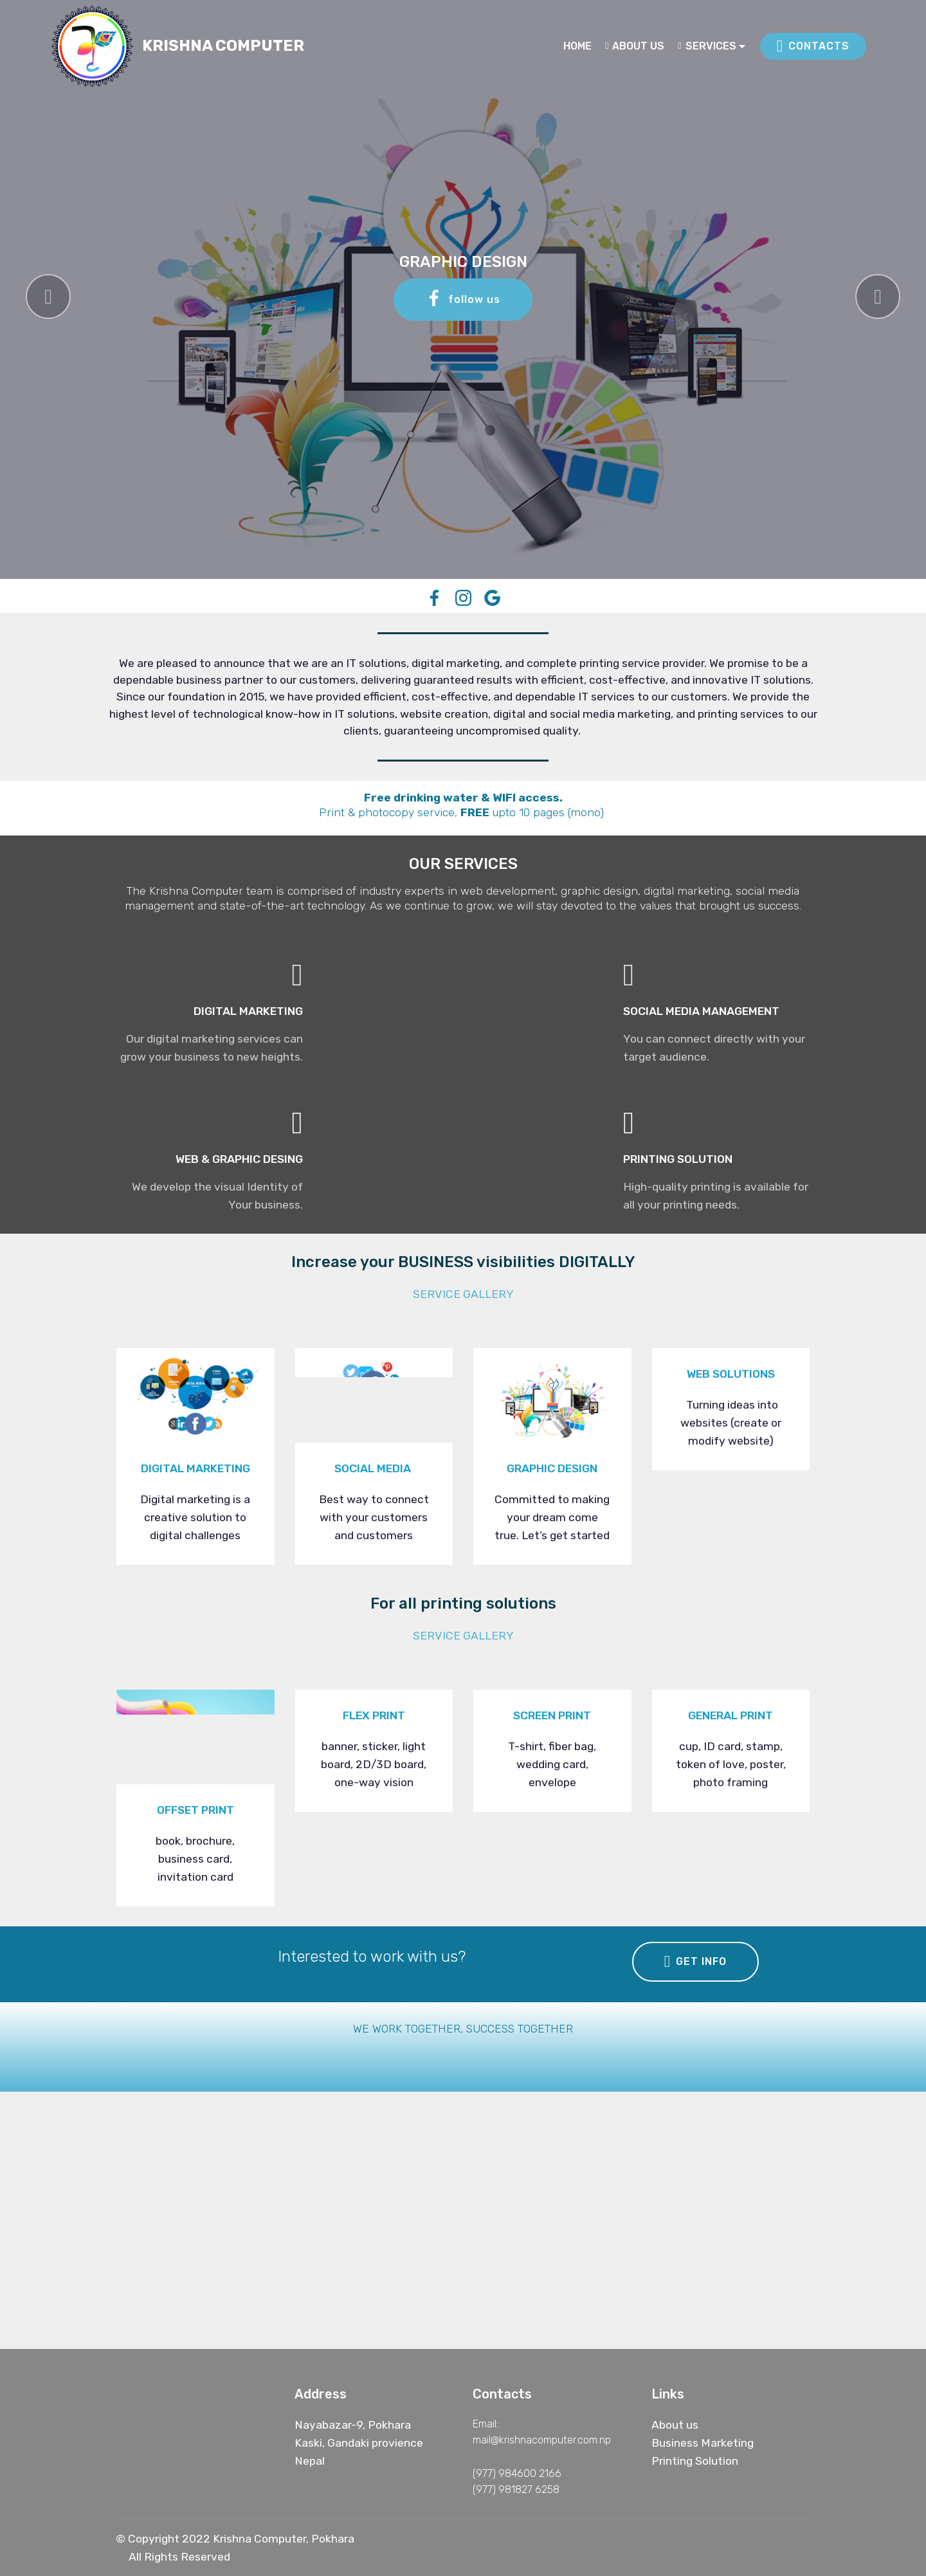 KRISHNA COMPUTER
HOME ABOUT US SERVICES CONTACTS
GRAPHIC DESIGN
follow us
We are pleased to announce that we are an IT solutions, digital marketing, and complete printing service provider. We promise to be a
dependable business partner to our customers, delivering guaranteed results with efficient, cost-effective, and innovative IT solutions.
Since our foundation in 2015, we have provided efficient, cost-effective, and dependable IT services to our customers. We provide the
highest level of technological know-how in IT solutions, website creation, digital and social media marketing, and printing services to our
clients, guaranteeing uncompromised quality.
Free drinking water & WIFI access.
Print & photocopy service, FREE upto 10 pages (mono)
OUR SERVICES
The Krishna Computer team is comprised of industry experts in web development, graphic design, digital marketing, social media
management and state-of-the-art technology. As we continue to grow, we will stay devoted to the values that brought us success.
DIGITAL MARKETING
Our digital marketing services can
grow your business to new heights.
SOCIAL MEDIA MANAGEMENT
You can connect directly with your
target audience.
WEB & GRAPHIC DESING
We develop the visual Identity of
Your business.
PRINTING SOLUTION
High-quality printing is available for
all your printing needs.
Increase your BUSINESS visibilities DIGITALLY
SERVICE GALLERY
DIGITAL MARKETING
Digital marketing is a
creative solution to
digital challenges
SOCIAL MEDIA
Best way to connect
with your customers
and customers
GRAPHIC DESIGN
Committed to making
your dream come
true. Let's get started
WEB SOLUTIONS
Turning ideas into
websites (create or
modify website)
For all printing solutions
SERVICE GALLERY
OFFSET PRINT
book, brochure,
business card,
invitation card
FLEX PRINT
banner, sticker, light
board, 2D/3D board,
one-way vision
SCREEN PRINT
T-shirt, fiber bag,
wedding card,
envelope
GENERAL PRINT
cup, ID card, stamp,
token of love, poster,
photo framing
Interested to work with us?
GET INFO
WE WORK TOGETHER, SUCCESS TOGETHER
Address
Nayabazar-9, Pokhara
Kaski, Gandaki provience
Nepal
Contacts
Email:
mail@krishnacomputer.com.np
(977) 984600 2166
(977) 981827 6258
Links
About us
Business Marketing
Printing Solution
© Copyright 2022 Krishna Computer, Pokhara
All Rights Reserved